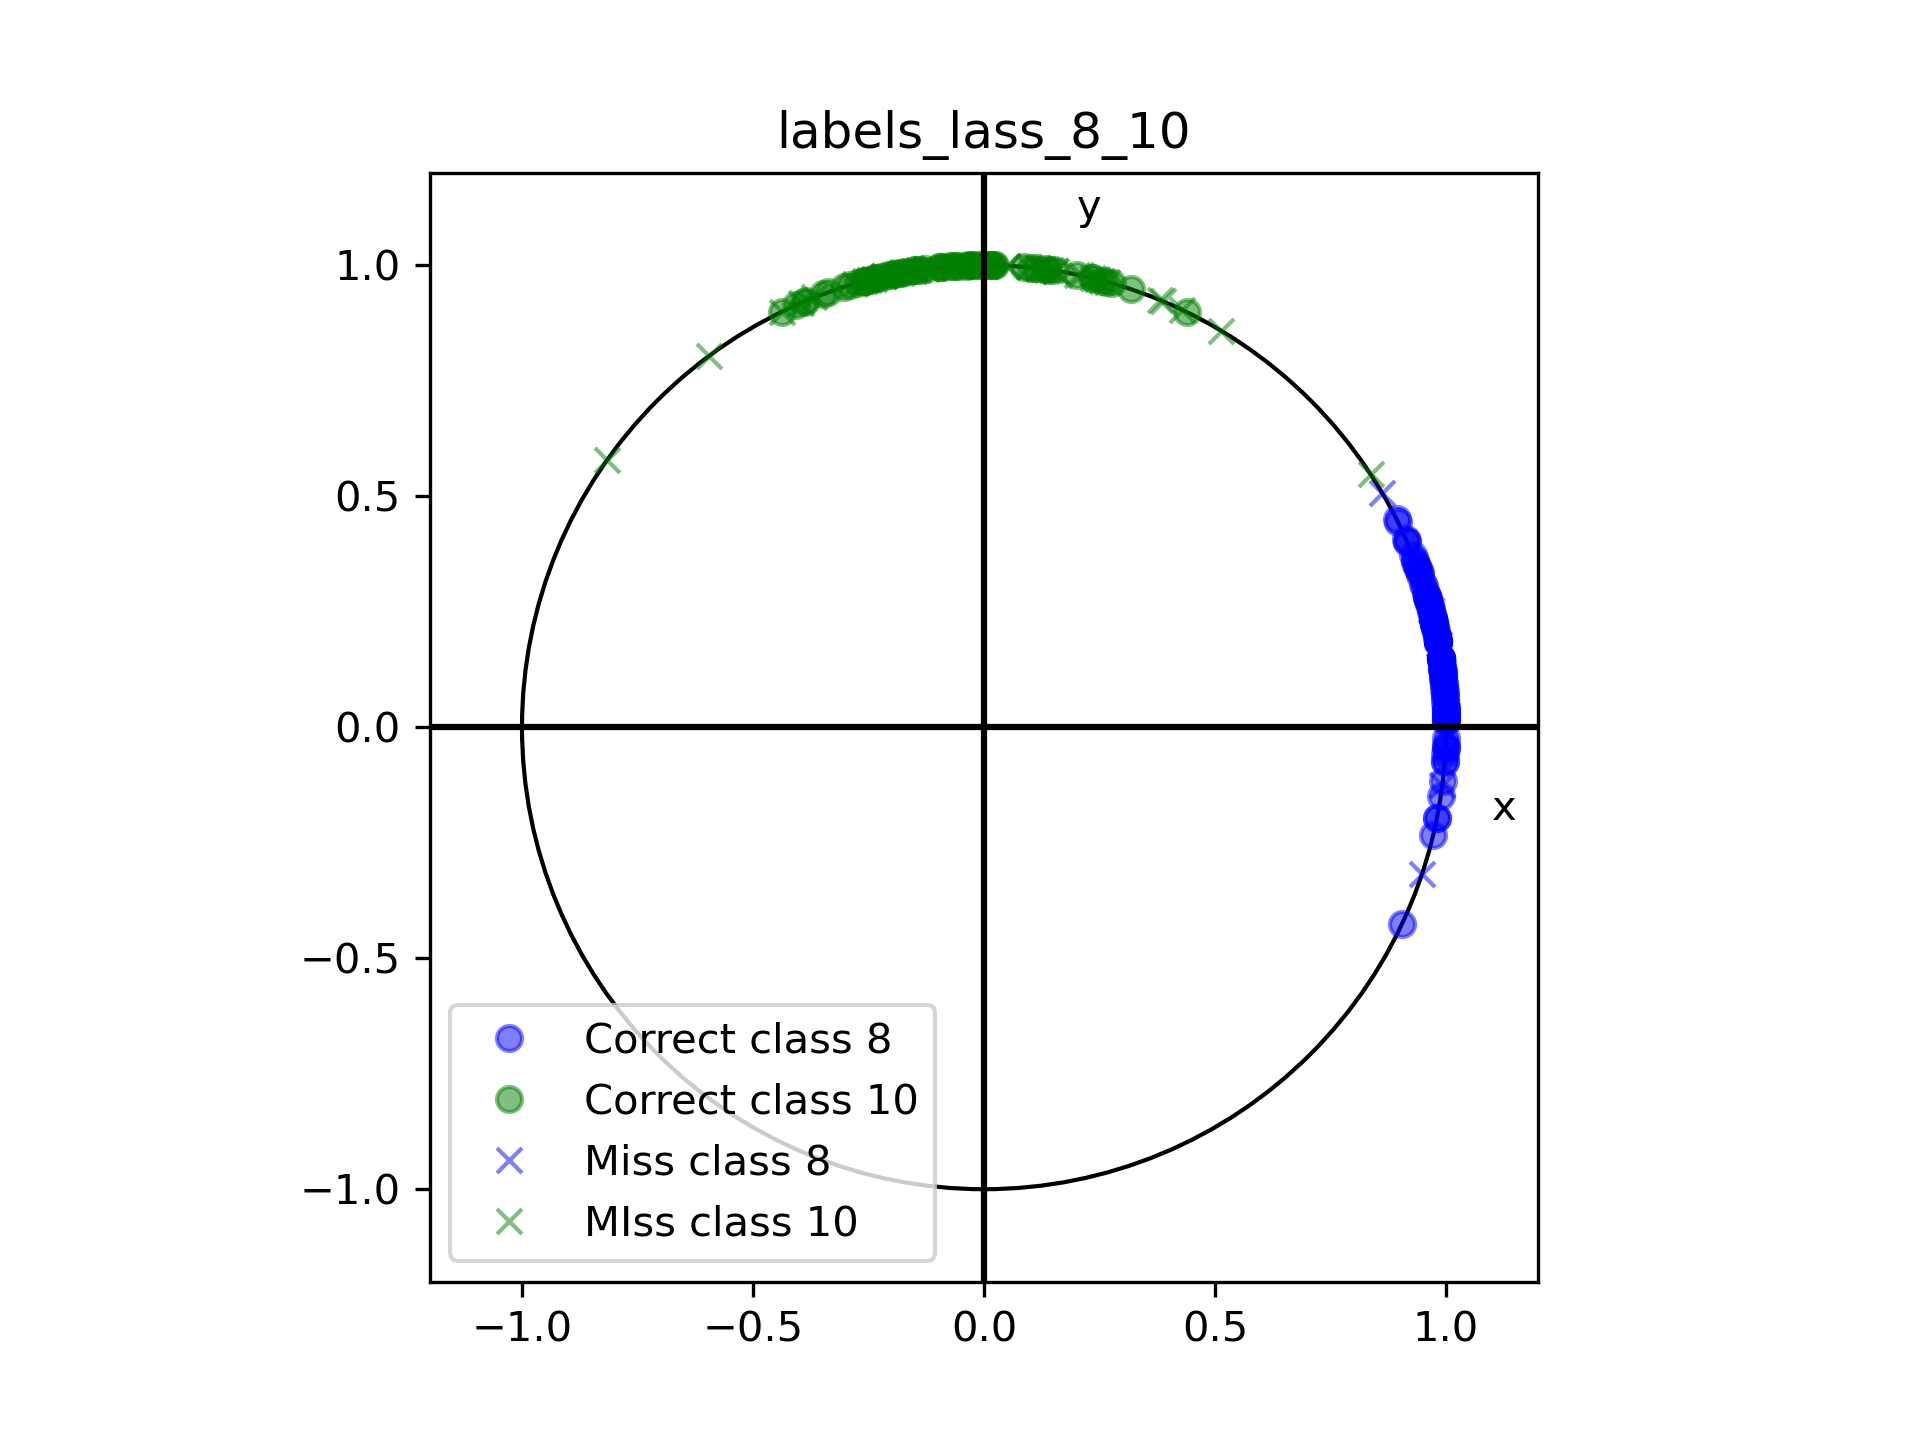 labels_lass_8_10
y
1.0
0.5
0.0
−0.5
−1.0
x
Correct class 8
Correct class 10
Miss class 8
MIss class 10
−1.0 −0.5 0.0 0.5 1.0